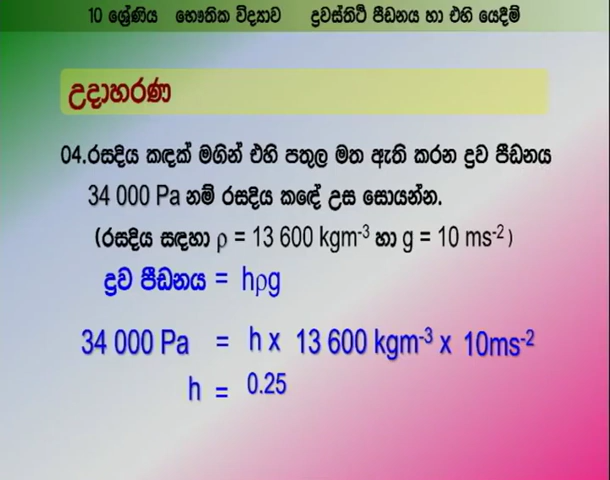 10 ශ්‍රේණිය භෞතික විද්‍යාව ද්‍රවස්ථිති පීඩනය හා එහි යෙදීම්
උදාහරණ
04.රසදිය කඳක් මගින් එහි පතුල මත ඇති කරන ද්‍රව පීඩනය
34 000 Pa නම් රසදිය කඳේ උස සොයන්න.
(රසදිය සඳහා ρ = 13 600 kgm⁻³ හා g = 10 ms⁻² )
ද්‍රව පීඩනය = hρg
34 000 Pa = h x 13 600 kgm⁻³ x 10ms⁻²
h = 0.25